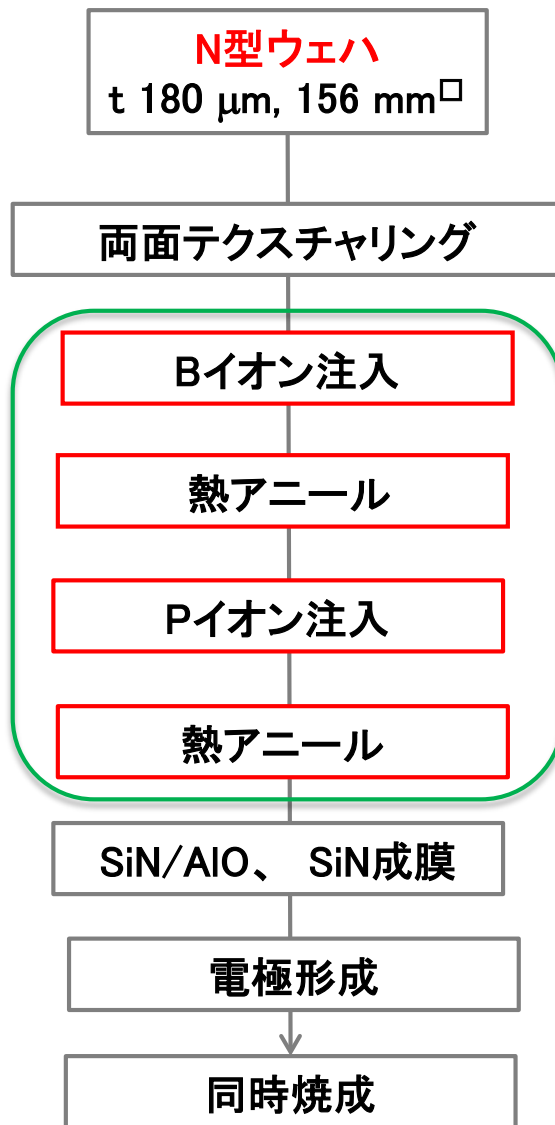 N型ウェハ
t 180 μm, 156 mm□
両面テクスチャリング
Bイオン注入
熱アニール
Pイオン注入
熱アニール
SiN/AlO、 SiN成膜
電極形成
同時焼成